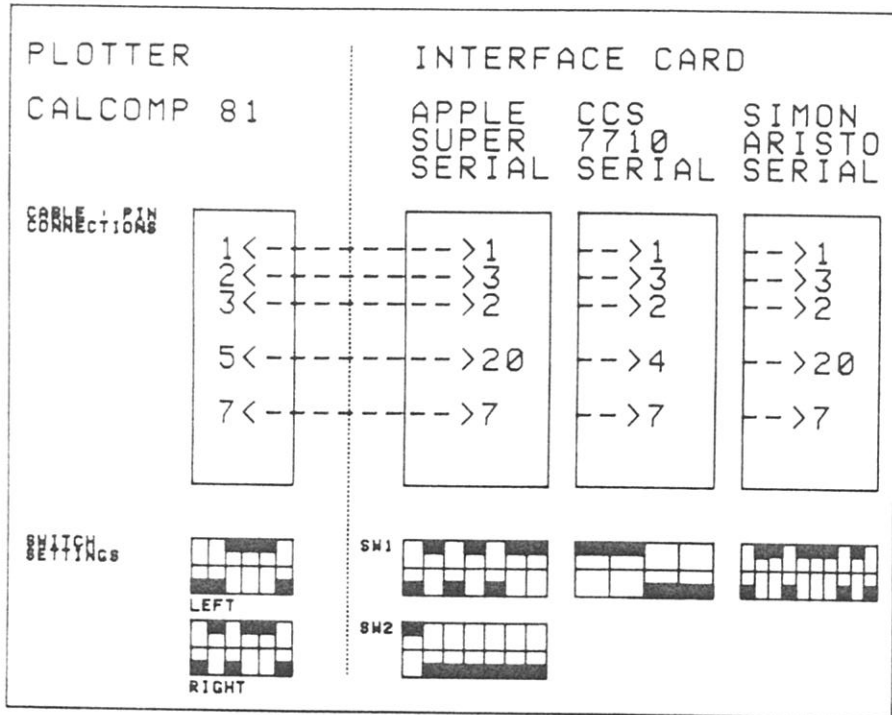 PLOTTER
INTERFACE CARD
CALCOMP 81
APPLE SUPER SERIAL
CCS 7710 SERIAL
SIMON ARISTO SERIAL
CABLE / PIN CONNECTIONS
1<----->1 -->1 -->1
2<----->3 -->3 -->3
3<----->2 -->2 -->2
5<----->20 -->4 -->20
7<----->7 -->7 -->7
SWITCH SETTINGS
SW1
LEFT
SW2
RIGHT